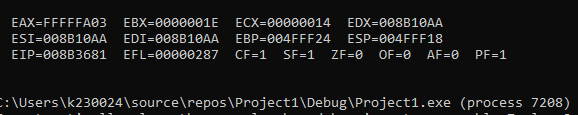 EAX=FFFFFA03 EBX=0000001E ECX=00000014 EDX=008B10AA
ESI=008B10AA EDI=008B10AA EBP=004FFF24 ESP=004FFF18
EIP=008B3681 EFL=00000287 CF=1 SF=1 ZF=0 OF=0 AF=0 PF=1
C:\Users\k230024\source\repos\Project1\Debug\Project1.exe (process 7208)